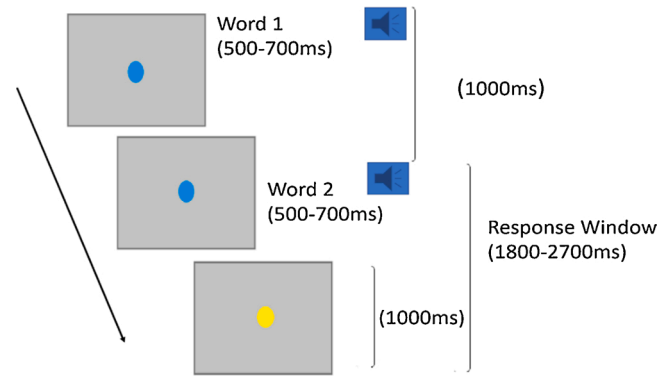 Word 1
(500-700ms)
(1000ms)
Word 2
(500-700ms)
Response Window
(1800-2700ms)
(1000ms)